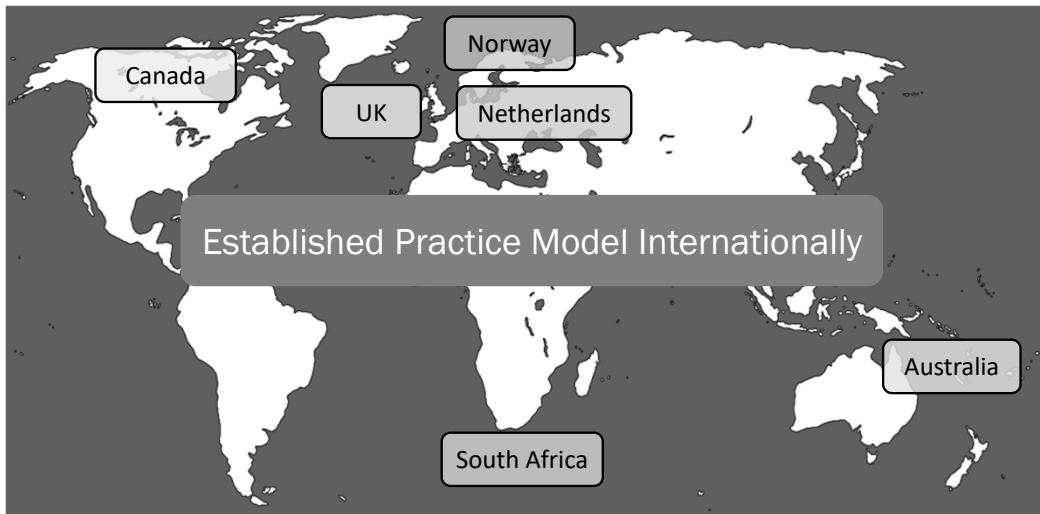 Norway
Canada
UK
Netherlands
Established Practice Model Internationally
Australia
South Africa